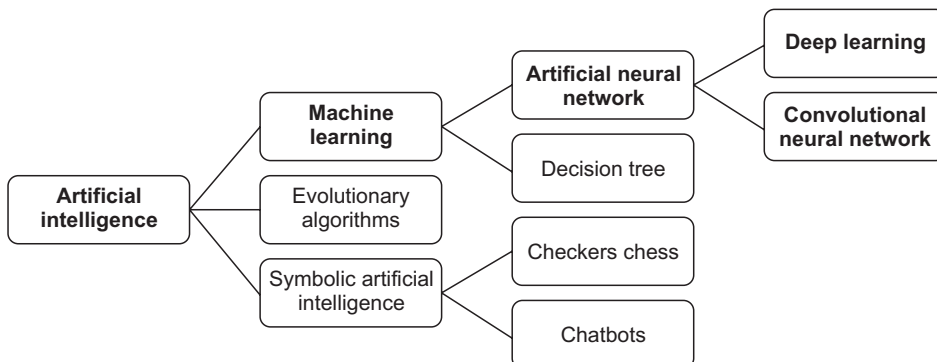 Artificial
intelligence
Machine
learning
Evolutionary
algorithms
Symbolic artificial
intelligence
Artificial neural
network
Decision tree
Checkers chess
Chatbots
Deep learning
Convolutional
neural network